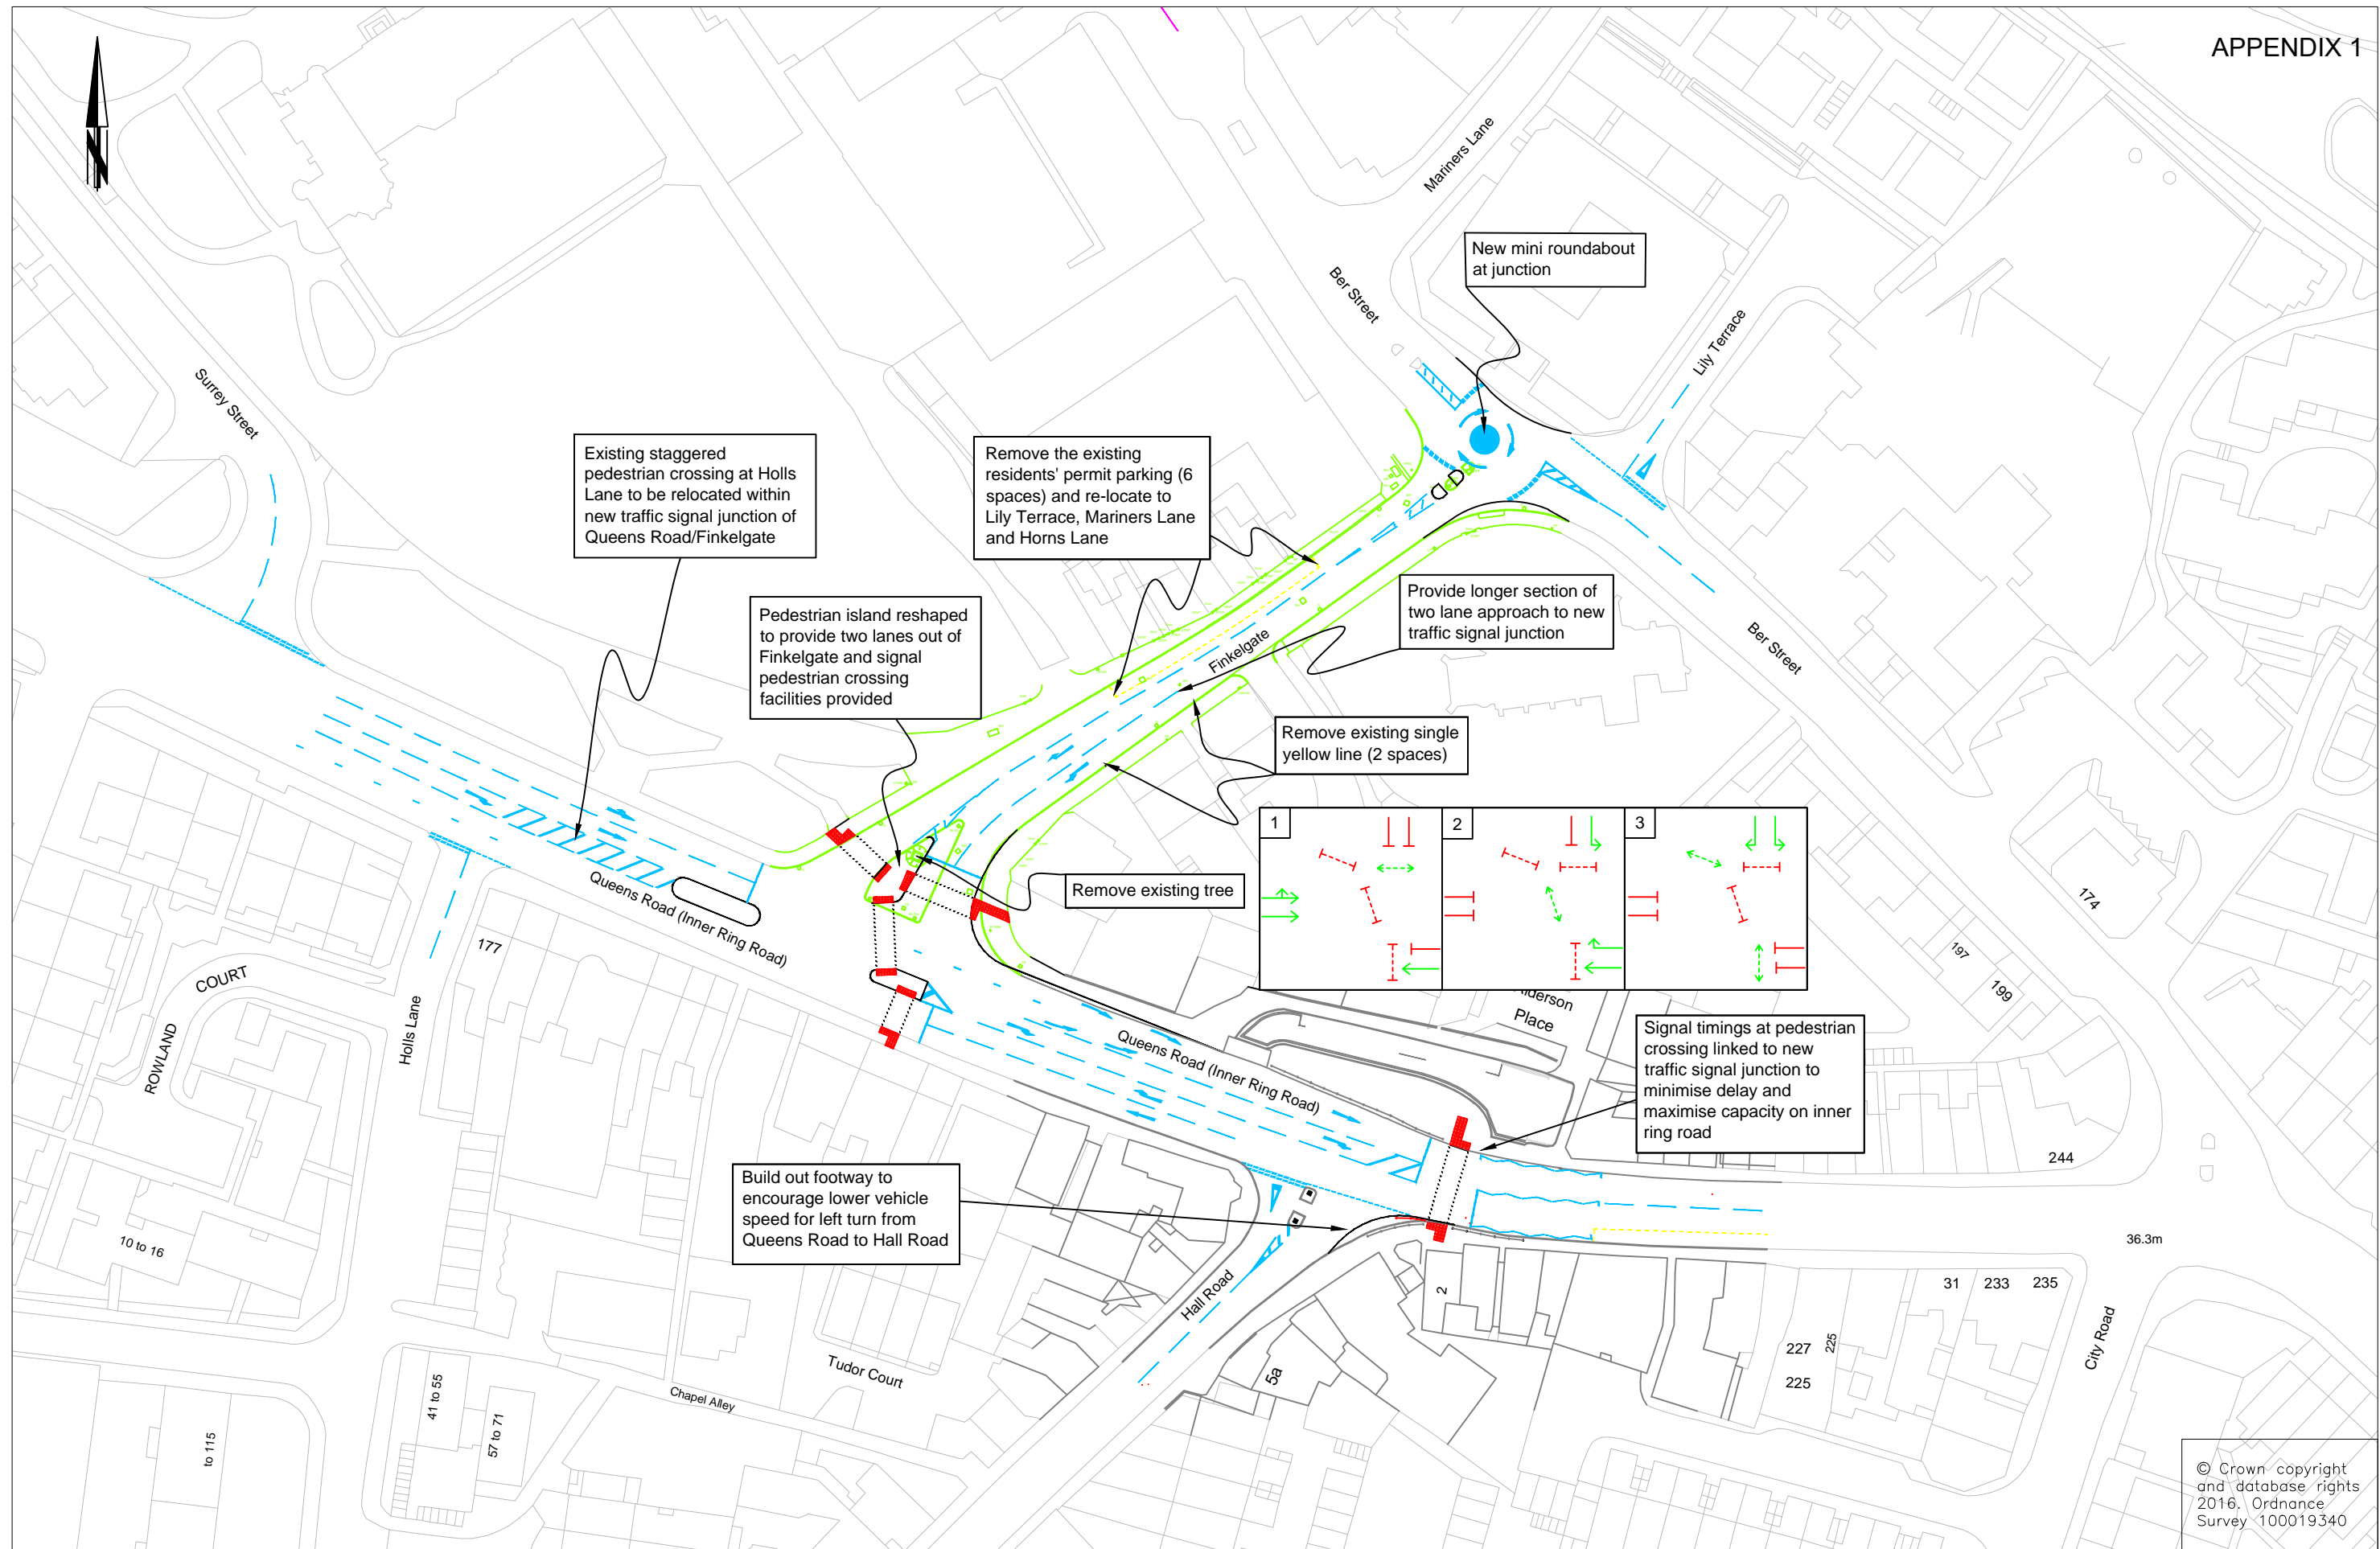 APPENDIX 1
N
Mariners Lane
New mini roundabout
at junction
Ber Street
Lily Terrace
Surrey Street
Existing staggered
pedestrian crossing at Holls
Lane to be relocated within
new traffic signal junction of
Queens Road/Finkelgate
Remove the existing
residents' permit parking (6
spaces) and re-locate to
Lily Terrace, Mariners Lane
and Horns Lane
Pedestrian island reshaped
to provide two lanes out of
Finkelgate and signal
pedestrian crossing
facilities provided
Provide longer section of
two lane approach to new
traffic signal junction
Finkelgate
Ber Street
Remove existing single
yellow line (2 spaces)
1
2
3
Remove existing tree
Queens Road (Inner Ring Road)
177
174
197
199
COURT
ROWLAND
Holls Lane
Place
Queens Road (Inner Ring Road)
Signal timings at pedestrian
crossing linked to new
traffic signal junction to
minimise delay and
maximise capacity on inner
ring road
244
Build out footway to
encourage lower vehicle
speed for left turn from
Queens Road to Hall Road
10 to 16
36.3m
Hall Road
2
31
233
235
City Road
227
225
225
Tudor Court
5a
Chapel Alley
41 to 55
57 to 71
to 115
© Crown copyright
and database rights
2016. Ordnance
Survey 100019340